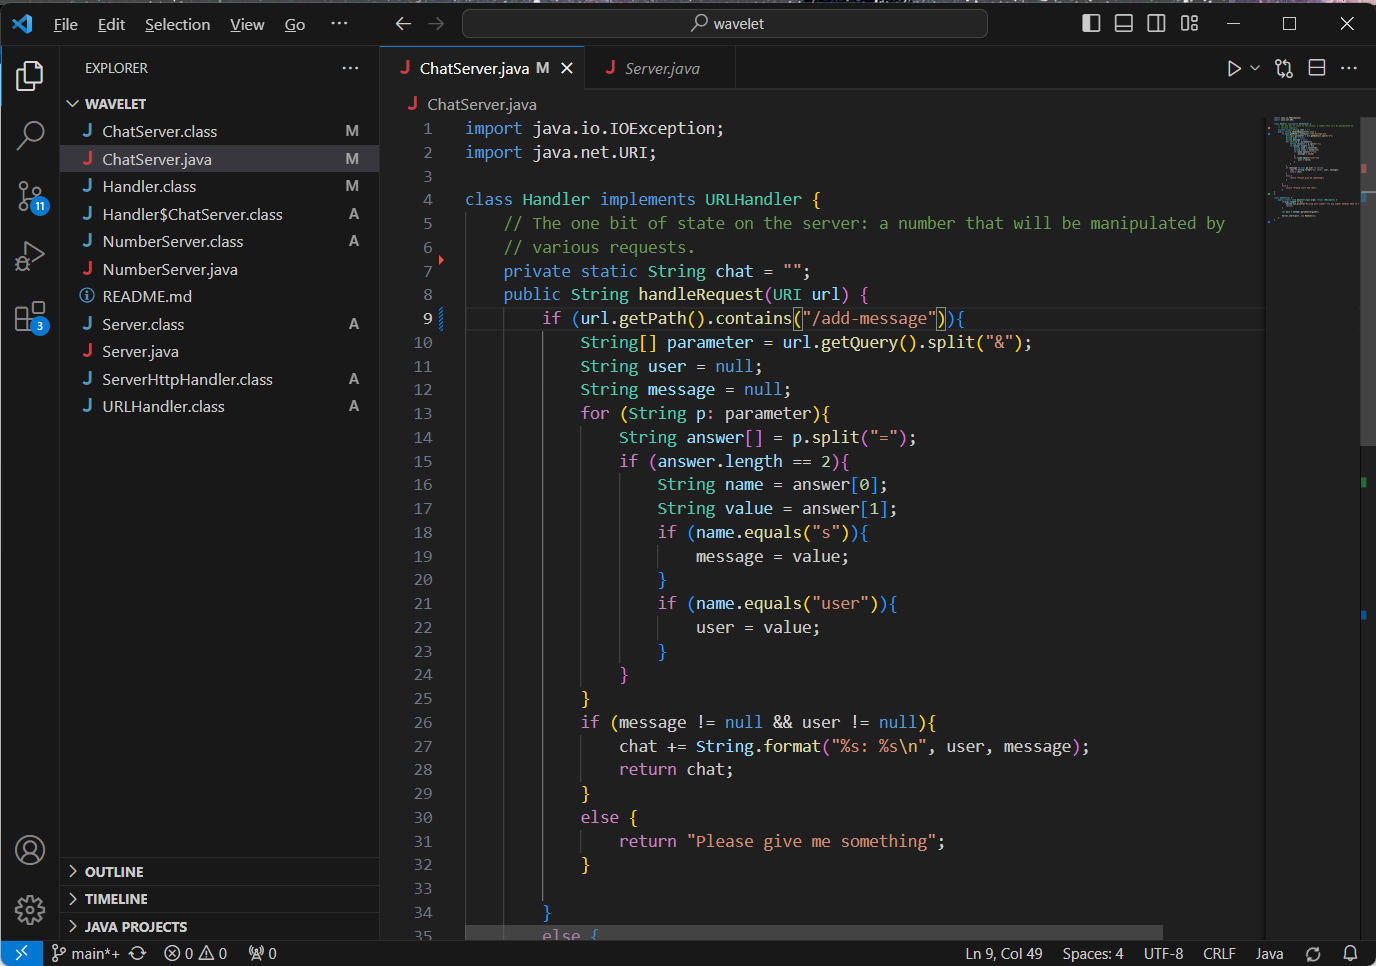 File Edit Selection View Go ··· wavelet
EXPLORER ···
WAVELET
ChatServer.class M
ChatServer.java M
Handler.class M
Handler$ChatServer.class A
NumberServer.class A
NumberServer.java
README.md
Server.class A
Server.java
ServerHttpHandler.class A
URLHandler.class A
11
3
OUTLINE
TIMELINE
JAVA PROJECTS
ChatServer.java M Server.java
ChatServer.java
1 import java.io.IOException;
2 import java.net.URI;
3
4 class Handler implements URLHandler {
5 // The one bit of state on the server: a number that will be manipulated by
6 // various requests.
7 private static String chat = "";
8 public String handleRequest(URI url) {
9 if (url.getPath().contains("/add-message")){
10 String[] parameter = url.getQuery().split("&");
11 String user = null;
12 String message = null;
13 for (String p: parameter){
14 String answer[] = p.split("=");
15 if (answer.length == 2){
16 String name = answer[0];
17 String value = answer[1];
18 if (name.equals("s")){
19 message = value;
20 }
21 if (name.equals("user")){
22 user = value;
23 }
24 }
25 }
26 if (message != null && user != null){
27 chat += String.format("%s: %s\n", user, message);
28 return chat;
29 }
30 else {
31 return "Please give me something";
32 }
33
34 }
35 else {
main*+ 0 0 0 Ln 9, Col 49 Spaces: 4 UTF-8 CRLF Java